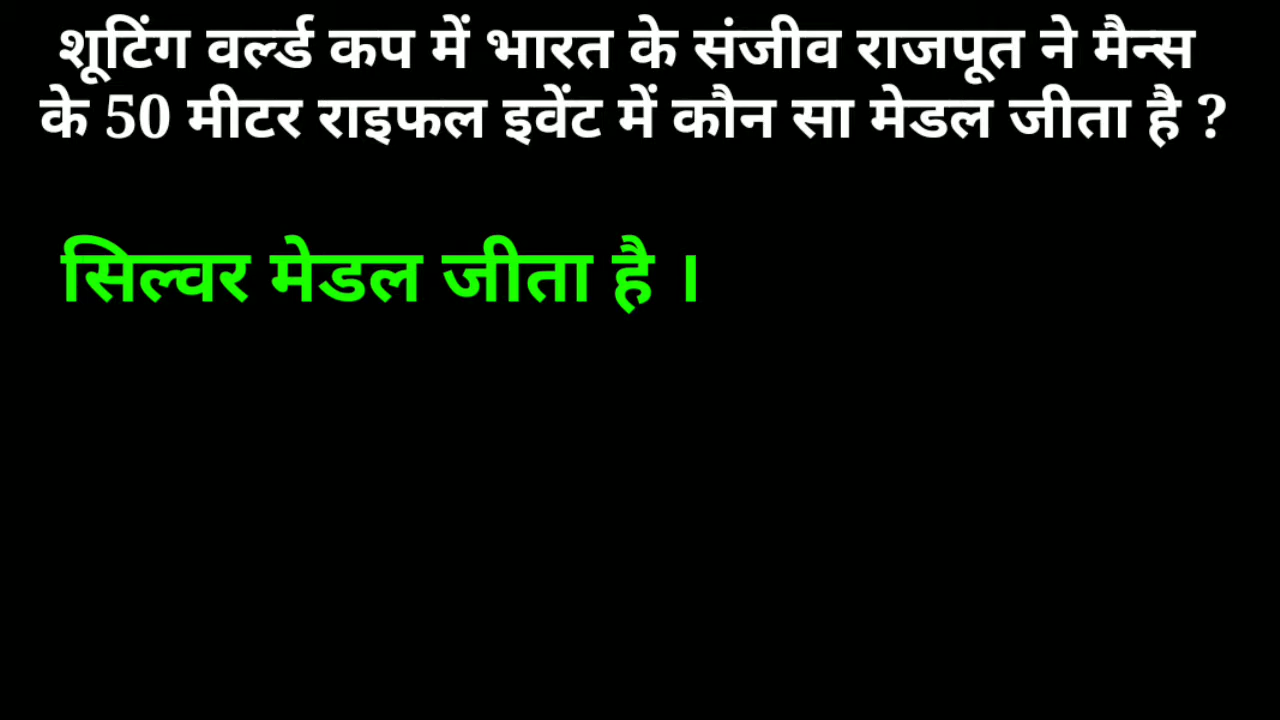 शूटिंग वर्ल्ड कप में भारत के संजीव राजपूत ने मैन्स
के 50 मीटर राइफल इवेंट में कौन सा मेडल जीता है ?
सिल्वर मेडल जीता है ।